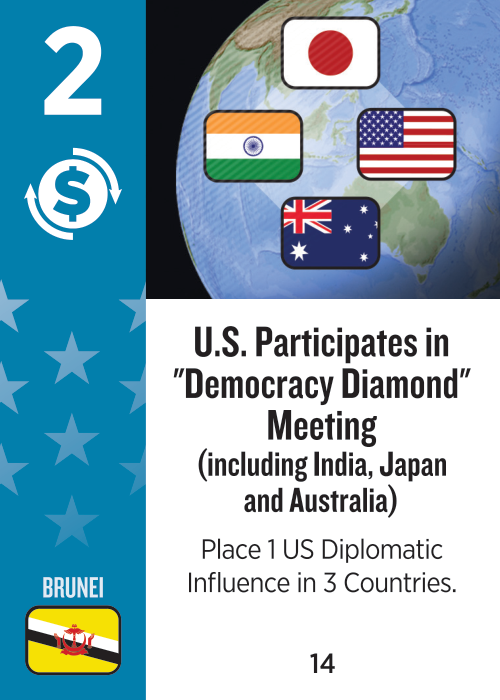 2
$
U.S. Participates in
"Democracy Diamond"
Meeting
(including India, Japan
and Australia)
Place 1 US Diplomatic
Influence in 3 Countries.
BRUNEI
14